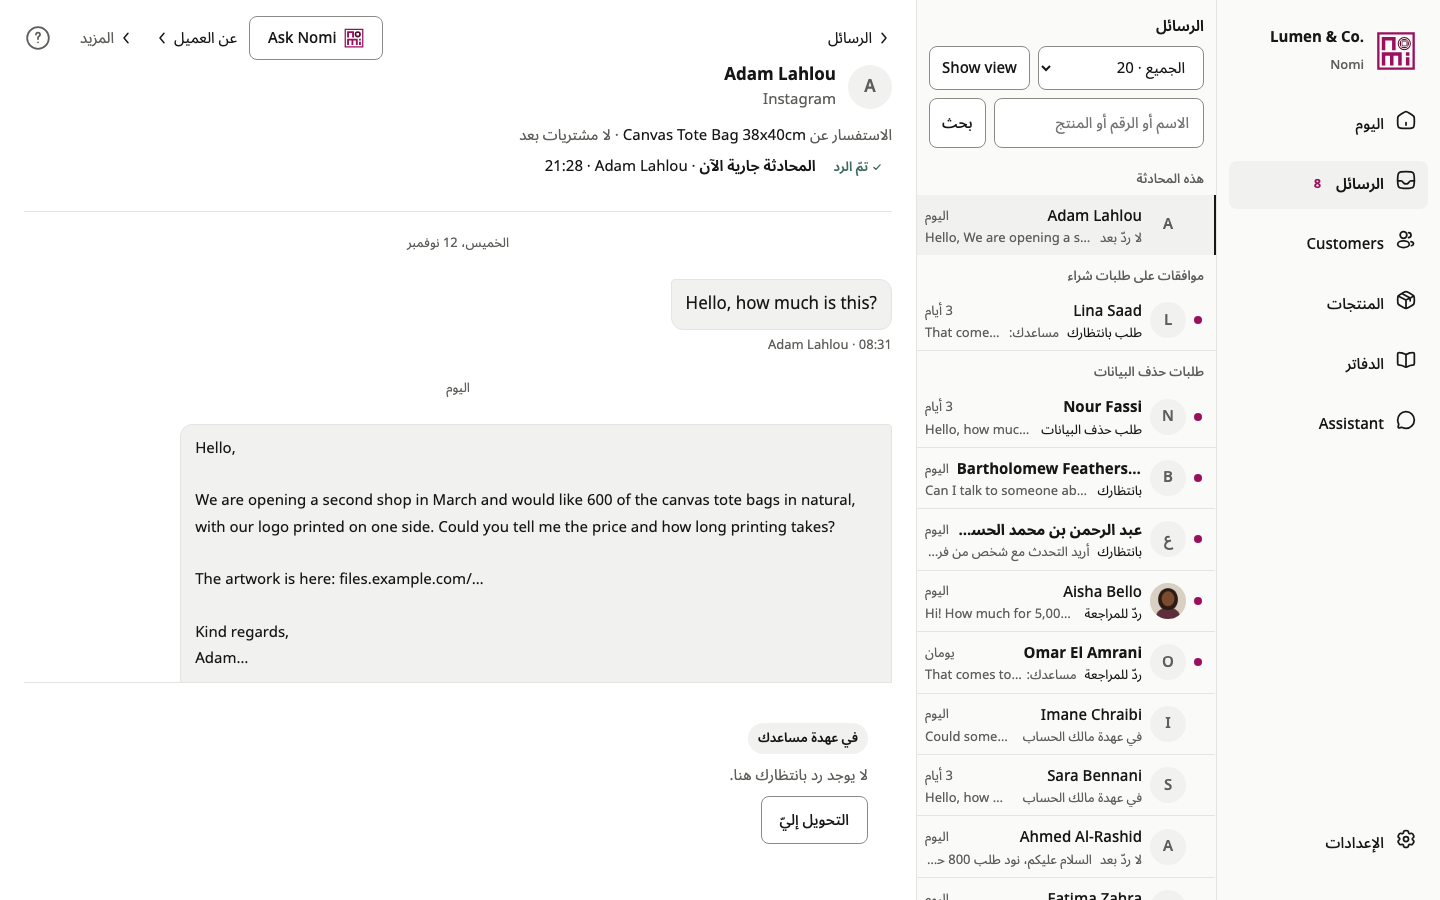 Lumen & Co.
Nomi
اليوم
الرسائل 8
Customers
المنتجات
الدفاتر
Assistant
الإعدادات
الرسائل
الجميع · 20
Show view
الاسم أو الرقم أو المنتج
بحث
هذه المحادثة
A
Adam Lahlou اليوم
لا ردّ بعد Hello, We are opening a s...
موافقات على طلبات شراء
L
Lina Saad 3 أيام
طلب بانتظارك مساعدك: That come...
طلبات حذف البيانات
N
Nour Fassi 3 أيام
طلب حذف البيانات Hello, how muc...
B
Bartholomew Feathers... اليوم
بانتظارك Can I talk to someone ab...
ع
عبد الرحمن بن محمد الحسـ... اليوم
بانتظارك أريد التحدث مع شخص من فر...
Aisha Bello اليوم
ردّ للمراجعة Hi! How much for 5,00...
O
Omar El Amrani يومان
ردّ للمراجعة مساعدك: That comes to...
I
Imane Chraibi اليوم
في عهدة مالك الحساب Could some...
S
Sara Bennani 3 أيام
في عهدة مالك الحساب Hello, how ...
A
Ahmed Al-Rashid اليوم
لا ردّ بعد السلام عليكم، نود طلب 800 حـ...
Fatima Zahra اليوم
الرسائل
Ask Nomi
عن العميل
المزيد
?
A
Adam Lahlou
Instagram
الاستفسار عن Canvas Tote Bag 38x40cm · لا مشتريات بعد
تمّ الرد المحادثة جارية الآن · Adam Lahlou · 21:28
الخميس، 12 نوفمبر
Hello, how much is this?
Adam Lahlou · 08:31
اليوم
Hello,
We are opening a second shop in March and would like 600 of the canvas tote bags in natural,
with our logo printed on one side. Could you tell me the price and how long printing takes?
The artwork is here: files.example.com/...
Kind regards,
Adam...
في عهدة مساعدك
لا يوجد رد بانتظارك هنا.
التحويل إليّ